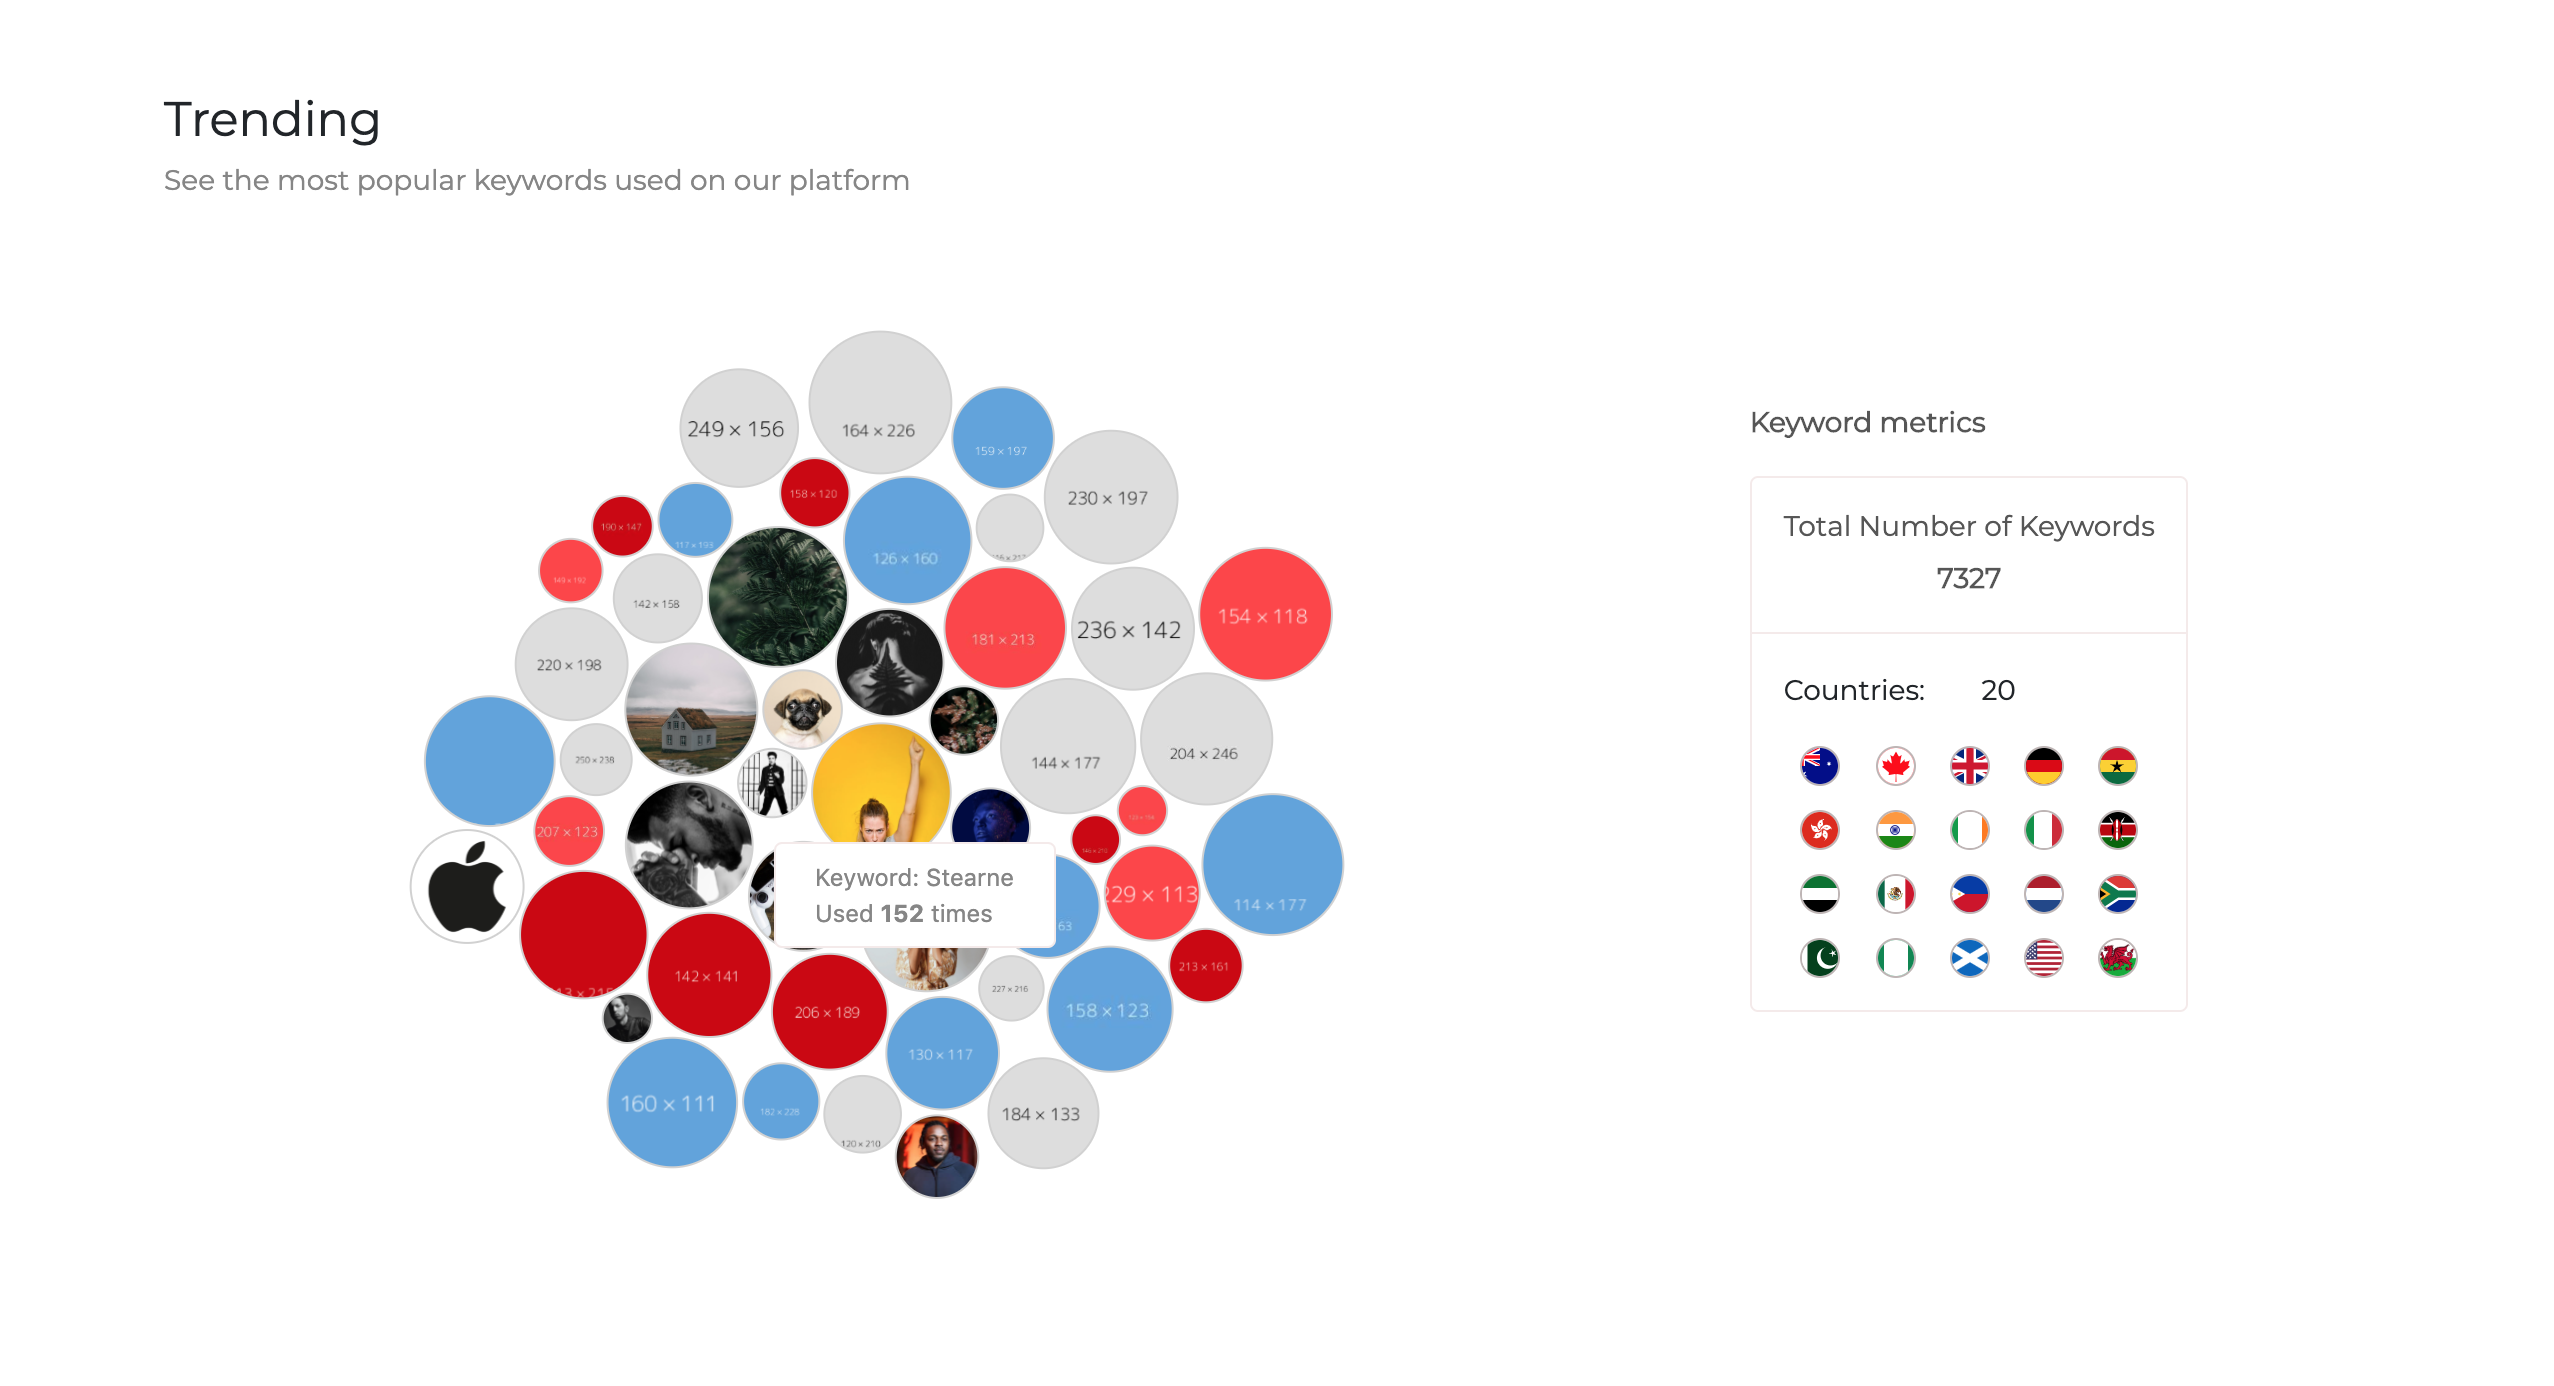 Trending
See the most popular keywords used on our platform
249 × 156
164 × 226
159 × 197
230 × 197
158 × 120
190 × 147
117 × 193
126 × 160
149 × 192
142 × 158
181 × 213
236 × 142
154 × 118
220 × 198
144 × 177
204 × 246
250 × 238
207 × 123
Keyword: Stearne
Used 152 times
63
229 × 113
114 × 177
213 × 161
142 × 141
206 × 189
227 × 216
158 × 123
130 × 117
160 × 111
182 × 228
120 × 210
184 × 133
Keyword metrics
Total Number of Keywords
7327
Countries: 20